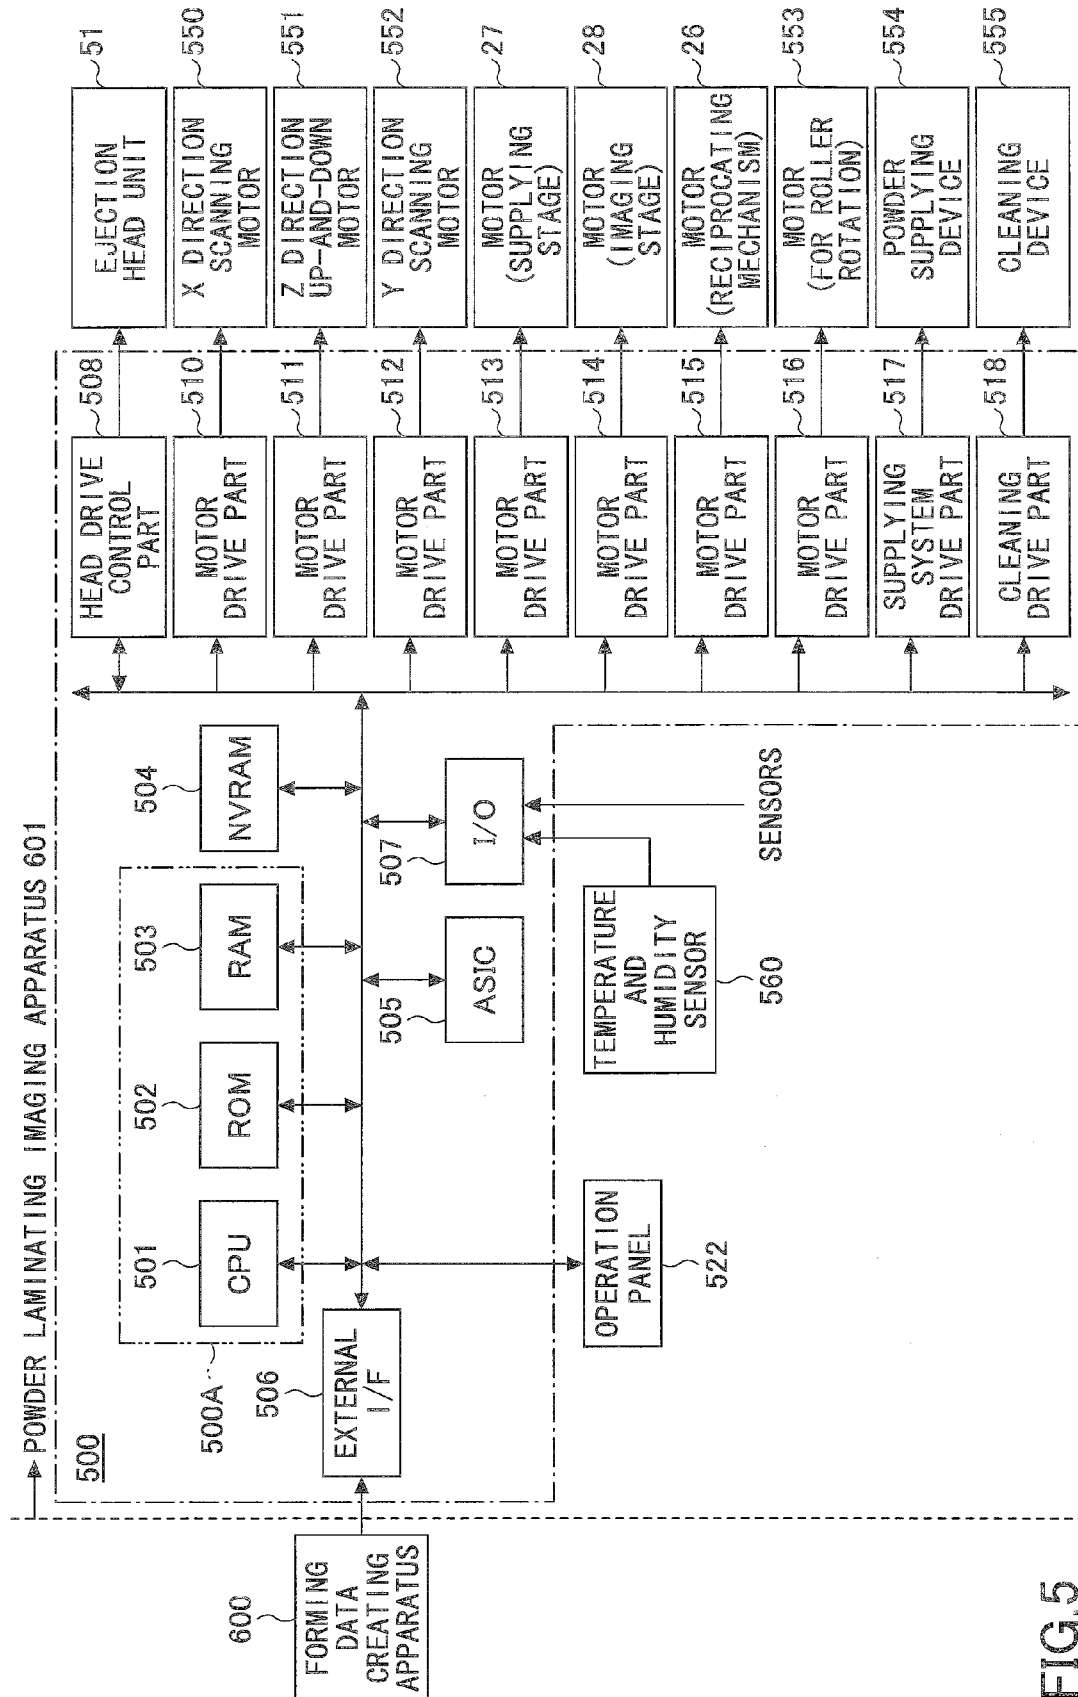 POWDER LAMINATING IMAGING APPARATUS 601
500
600
FORMING
DATA
CREATING
APPARATUS
506
EXTERNAL
I/F
500A
501
CPU
502
ROM
503
RAM
504
NVRAM
505
ASIC
507
I/O
522
OPERATION
PANEL
560
TEMPERATURE
AND
HUMIDITY
SENSOR
SENSORS
508
HEAD DRIVE
CONTROL
PART
510
MOTOR
DRIVE PART
511
MOTOR
DRIVE PART
512
MOTOR
DRIVE PART
513
MOTOR
DRIVE PART
514
MOTOR
DRIVE PART
515
MOTOR
DRIVE PART
516
MOTOR
DRIVE PART
517
SUPPLYING
SYSTEM
DRIVE PART
518
CLEANING
DRIVE PART
51
EJECTION
HEAD UNIT
550
X DIRECTION
SCANNING
MOTOR
551
Z DIRECTION
UP-AND-DOWN
MOTOR
552
Y DIRECTION
SCANNING
MOTOR
27
MOTOR
(SUPPLYING
STAGE)
28
MOTOR
(IMAGING
STAGE)
26
MOTOR
(RECIPROCATING
MECHANISM)
553
MOTOR
(FOR ROLLER
ROTATION)
554
POWDER
SUPPLYING
DEVICE
555
CLEANING
DEVICE
FIG.5